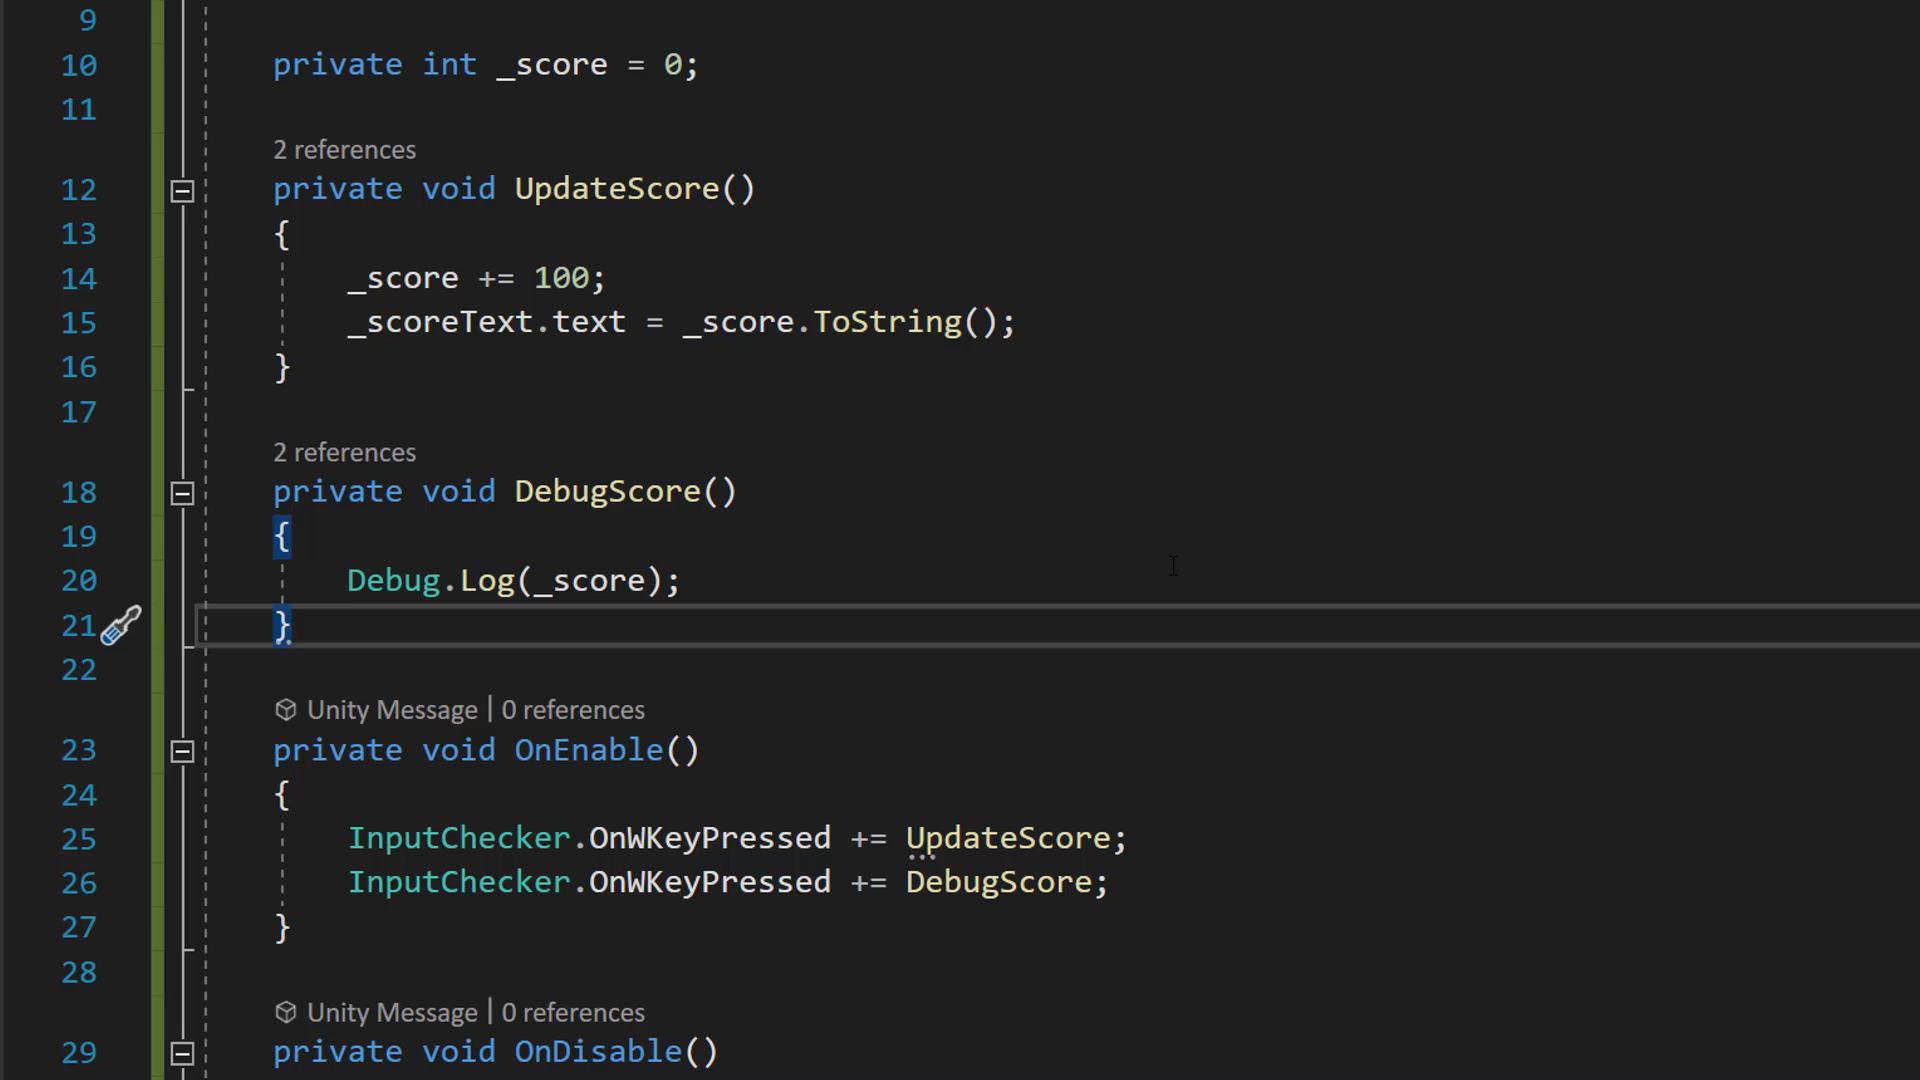 9
10 private int _score = 0;
11
2 references
12 private void UpdateScore()
13 {
14 _score += 100;
15 _scoreText.text = _score.ToString();
16 }
17
2 references
18 private void DebugScore()
19 {
20 Debug.Log(_score);
21 }
22
Unity Message | 0 references
23 private void OnEnable()
24 {
25 InputChecker.OnWKeyPressed += UpdateScore;
26 InputChecker.OnWKeyPressed += DebugScore;
27 }
28
Unity Message | 0 references
29 private void OnDisable()